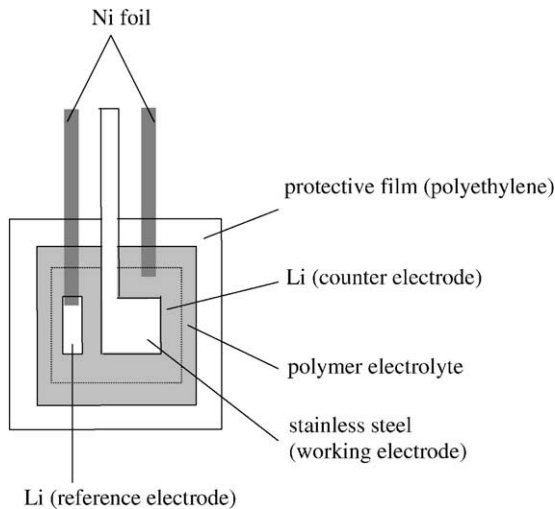 Ni foil
protective film (polyethylene)
Li (counter electrode)
polymer electrolyte
stainless steel
(working electrode)
Li (reference electrode)